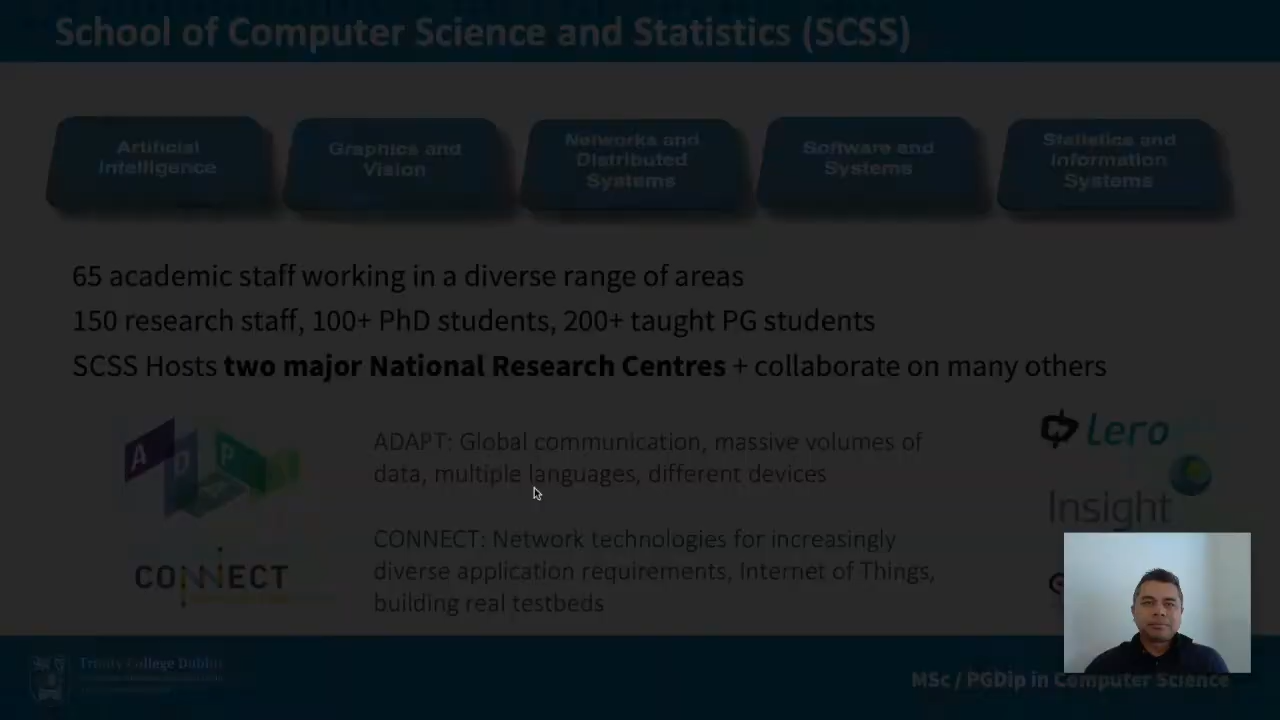 School of Computer Science and Statistics (SCSS)
Artificial
Intelligence
Graphics and
Vision
Networks and
Distributed
Systems
Software and
Systems
Statistics and
Information
Systems
65 academic staff working in a diverse range of areas
150 research staff, 100+ PhD students, 200+ taught PG students
SCSS Hosts two major National Research Centres + collaborate on many others
ADAPT
ADAPT: Global communication, massive volumes of
data, multiple languages, different devices
Lero
Insight
CONNECT
CONNECT: Network technologies for increasingly
diverse application requirements, Internet of Things,
building real testbeds
Trinity College Dublin
MSc / PGDip in Computer Science